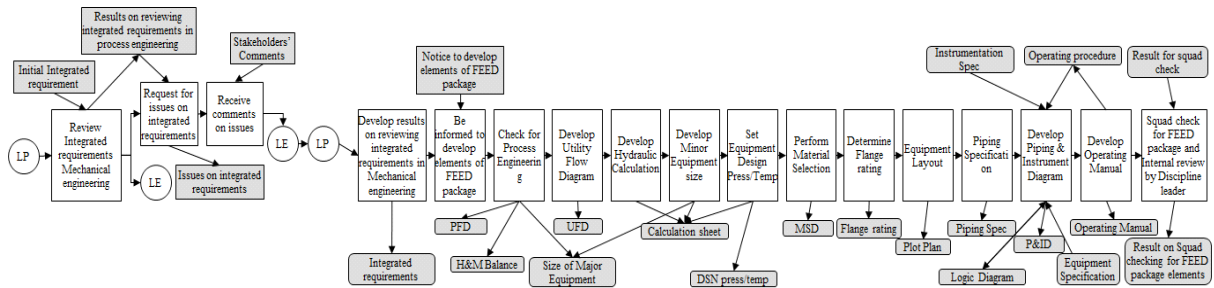 Results on reviewing
integrated requirements in
process engineering
Initial Integrated
requirement
Stakeholders'
Comments
LP
Review
Integrated
requirements
Mechanical
engineering
Request for
issues on
integrated
requirements
Receive
comments
on issues
LE
Issues on integrated
requirements
LE
LP
Notice to develop
elements of FEED
package
Develop results
on reviewing
integrated
requirements in
Mechanical
engineering
Be
informed to
develop
elements of
FEED
package
Check for
Process
Engineerin
g
Develop
Utility
Flow
Diagram
Develop
Hydraulic
Calculation
Develop
Minor
Equipment
size
Set
Equipment
Design
Press/Temp
Perform
Material
Selection
Determine
Flange
rating
Equipment
Layout
Piping
Specificati
on
Develop
Piping &
Instrument
Diagram
Develop
Operating
Manual
Squad check
for FEED
package and
Internal review
by Discipline
leader
Instrumentation
Spec
Operating procedure
Result for squad
check
Integrated
requirements
PFD
H&M Balance
UFD
Size of Major
Equipment
Calculation sheet
DSN press/temp
MSD
Flange rating
Plot Plan
Piping Spec
Logic Diagram
P&ID
Equipment
Specification
Operating Manual
Result on Squad
checking for FEED
package elements